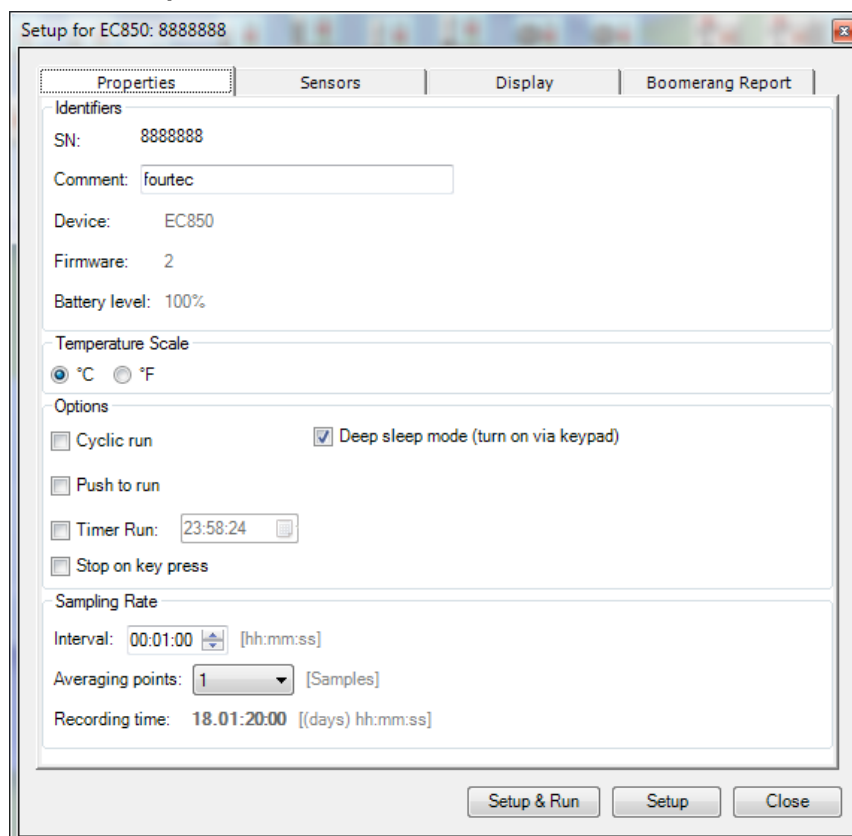 Setup for EC850: 8888888
Properties Sensors Display Boomerang Report
Identifiers
SN: 8888888
Comment: fourtec
Device: EC850
Firmware: 2
Battery level: 100%
Temperature Scale
°C °F
Options
Cyclic run Deep sleep mode (turn on via keypad)
Push to run
Timer Run: 23:58:24
Stop on key press
Sampling Rate
Interval: 00:01:00 [hh:mm:ss]
Averaging points: 1 [Samples]
Recording time: 18.01:20:00 [(days) hh:mm:ss]
Setup & Run Setup Close